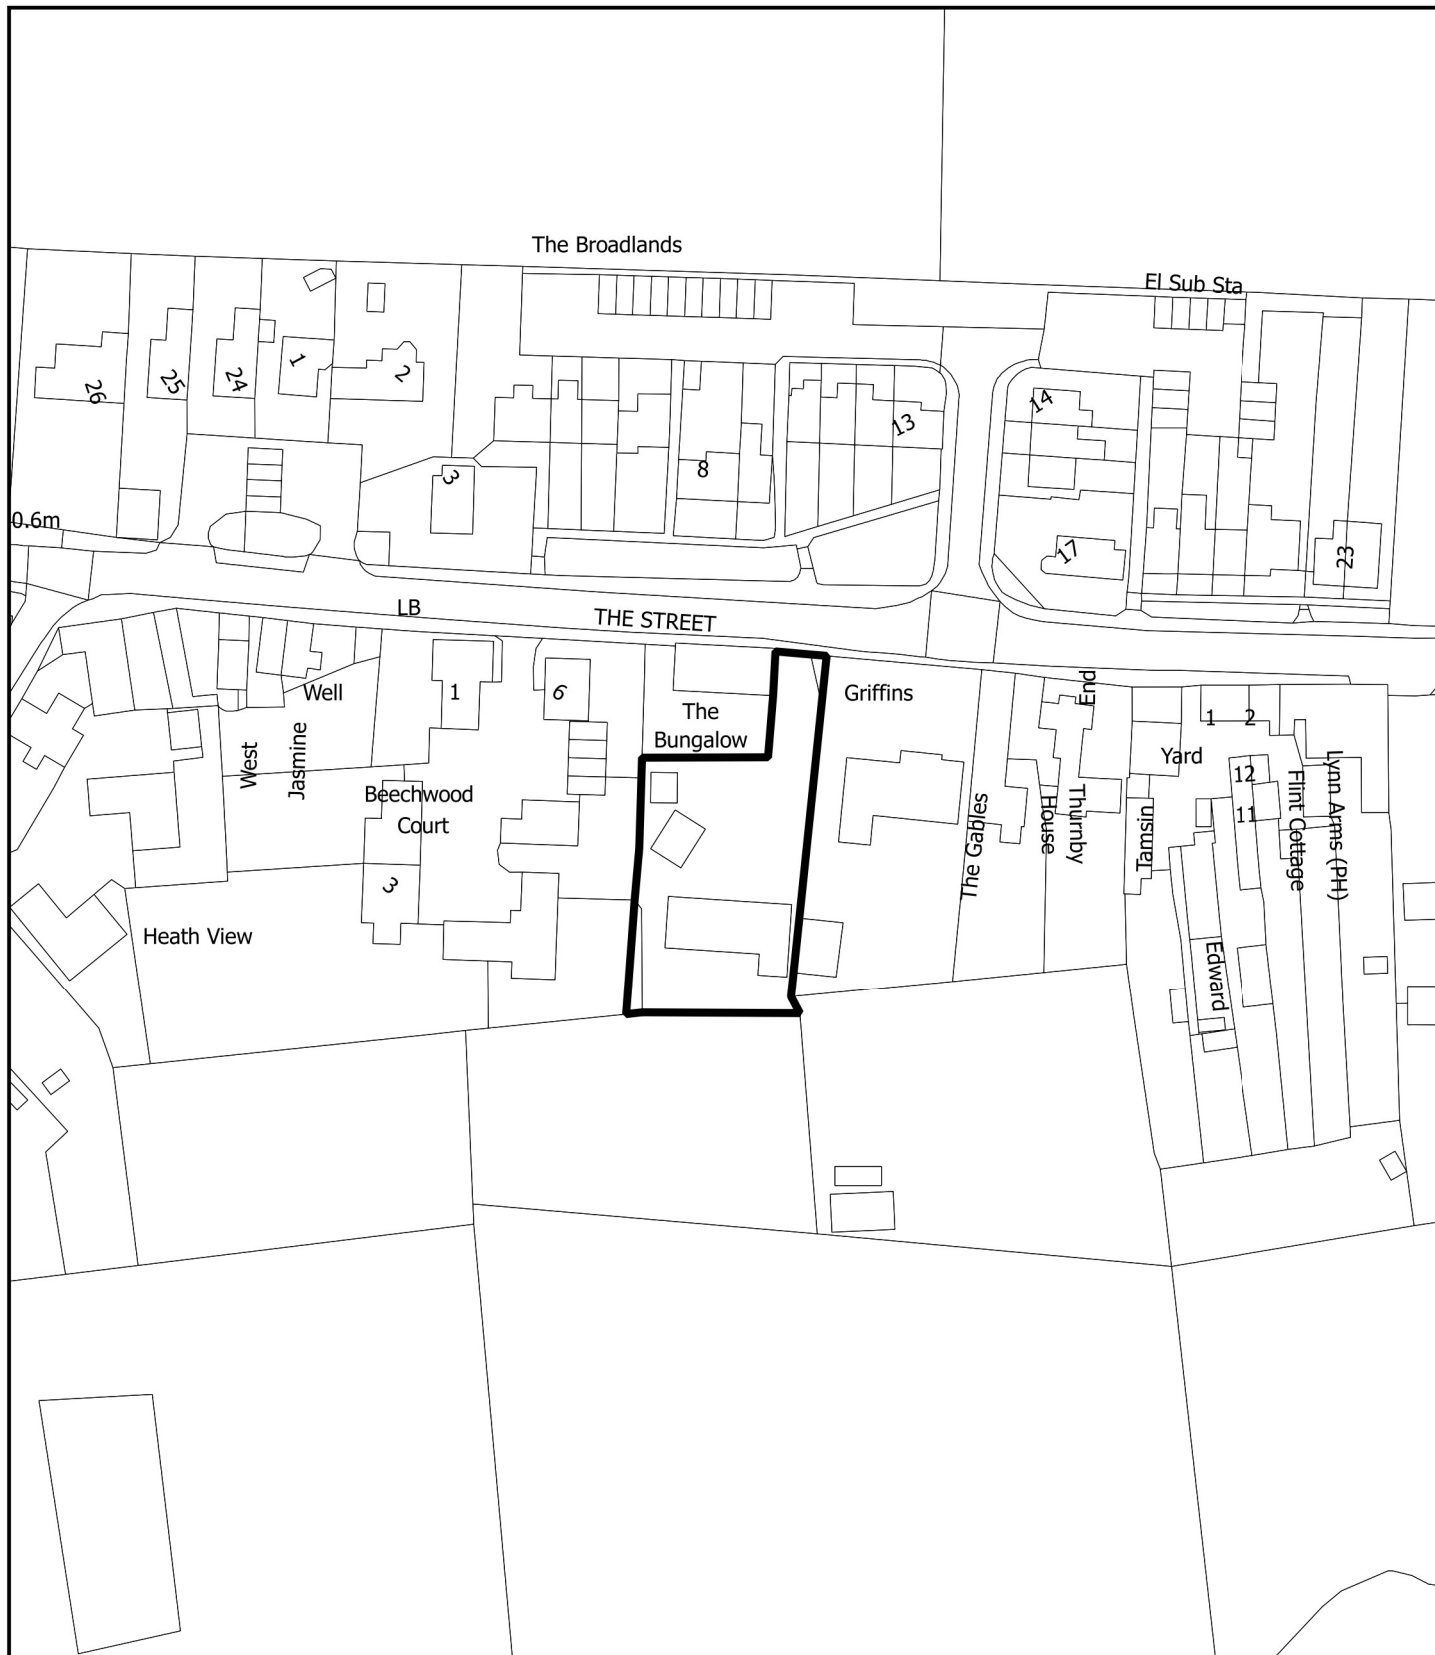 The Broadlands
El Sub Sta
26
25
24
1
2
3
8
13
14
17
23
0.6m
LB
THE STREET
Well
West
Jasmine
1
6
The
Bungalow
Griffins
End
Yard
1
2
12
11
Flint Cottage
Lynn Arms (PH)
Beechwood
Court
The Gables
House
Thurnby
Tamsin
3
Heath View
Edward